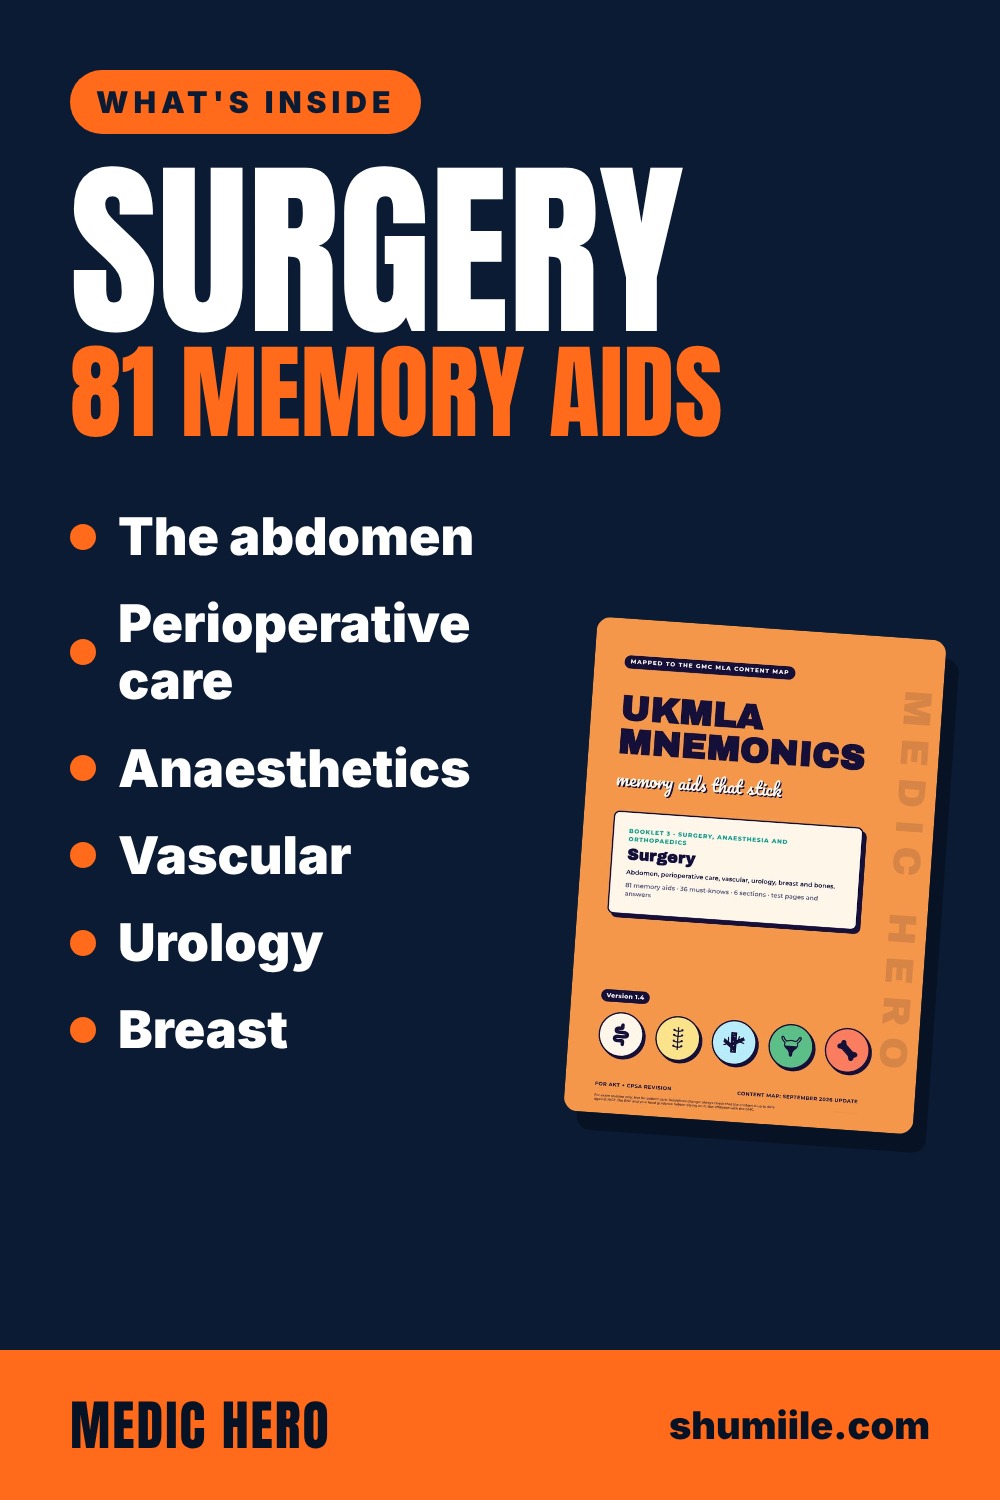 WHAT'S INSIDE
SURGERY
81 MEMORY AIDS
The abdomen
Perioperative
care
Anaesthetics
Vascular
Urology
Breast
MAPPED TO THE GMC MLA CONTENT MAP
UKMLA
MNEMONICS
memory aids that stick
BOOKLET 3 · SURGERY, ANAESTHESIA AND
ORTHOPAEDICS
Surgery
Abdomen, perioperative care, vascular, urology, breast and bones.
81 memory aids · 36 must-knows · 6 sections · test pages and
answers
MEDIC HERO
Version 1.4
FOR AKT + CPSA REVISION
CONTENT MAP: SEPTEMBER 2026 UPDATE
MEDIC HERO
shumiile.com